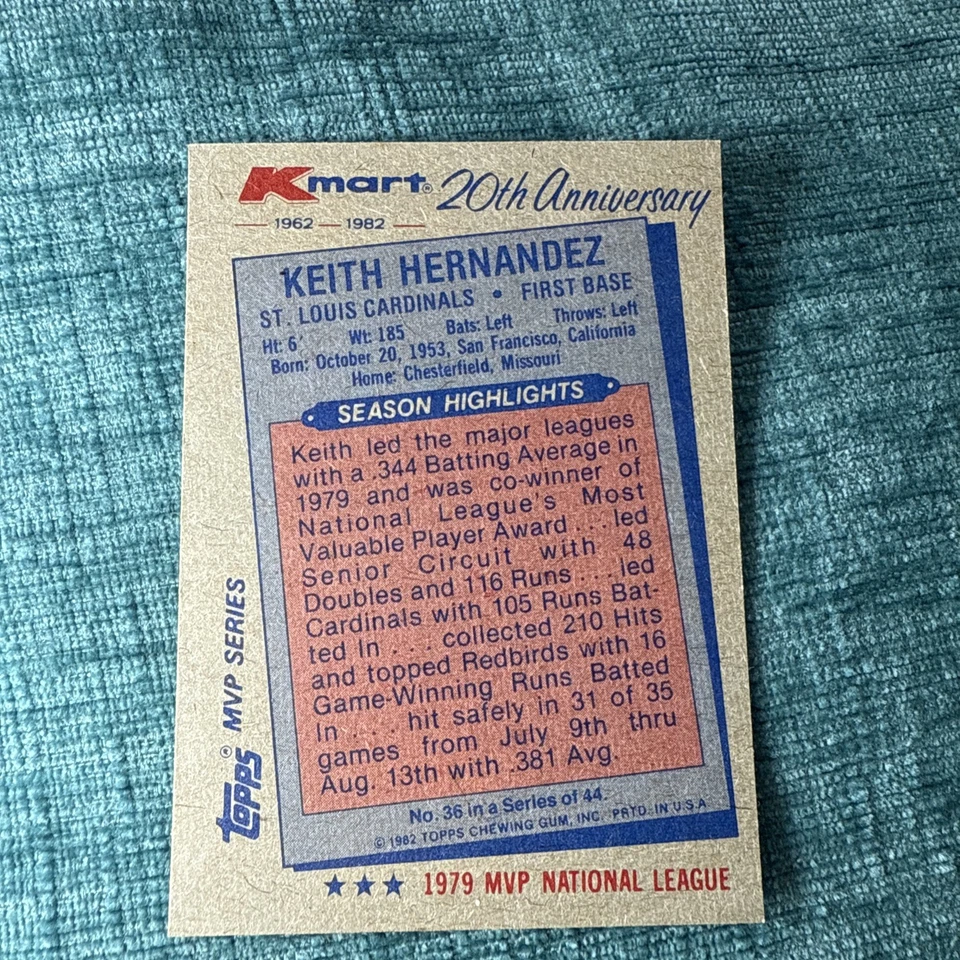 Kmart® 20th Anniversary
— 1962 — 1982 —
KEITH HERNANDEZ
ST. LOUIS CARDINALS • FIRST BASE
Ht: 6' Wt: 185 Bats: Left Throws: Left
Born: October 20, 1953, San Francisco, California
Home: Chesterfield, Missouri
SEASON HIGHLIGHTS
Keith led the major leagues
with a .344 Batting Average in
1979 and was co-winner of
National League's Most
Valuable Player Award . . . led
Senior Circuit with 48
Doubles and 116 Runs . . . led
Cardinals with 105 Runs Bat-
ted In . . . collected 210 Hits
and topped Redbirds with 16
Game-Winning Runs Batted
In . . . hit safely in 31 of 35
games from July 9th thru
Aug. 13th with .381 Avg.
No. 36 in a Series of 44.
© 1982 TOPPS CHEWING GUM, INC. PRTD. IN U.S.A
★★★ 1979 MVP NATIONAL LEAGUE
TOPPS® MVP SERIES